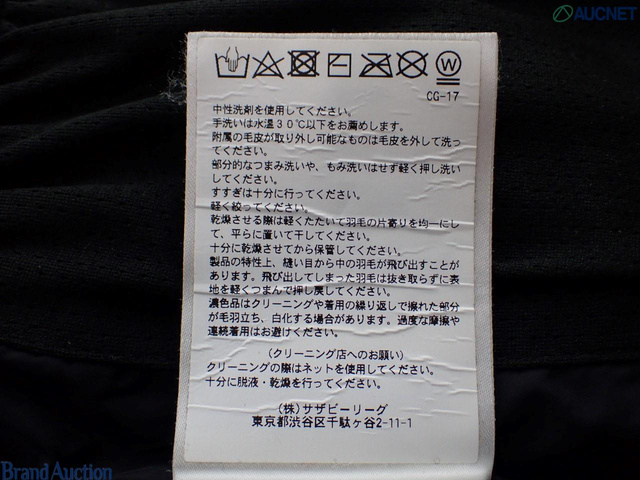 AUCNET
W
CG-17
中性洗剤を使用してください。
手洗いは水温30℃以下をお薦めします。
附属の毛皮が取り外し可能なものは毛皮を外して洗っ
てください。
部分的なつまみ洗いや、もみ洗いはせず軽く押し洗い
してください。
すすぎは十分に行ってください。
軽く絞ってください。
乾燥させる際は軽くたたいて羽毛の片寄りを均一にし
て、平らに置いて干してください。
十分に乾燥させてから保管してください。
製品の特性上、縫い目から中の羽毛が飛び出すことが
あります。飛び出してしまった羽毛は抜き取らずに表
地を軽くつまんで押し戻してください。
濃色品はクリーニングや着用の繰り返しで擦れた部分
が毛羽立ち、白化する場合があります。過度な摩擦や
連続着用はお避けください。
(クリーニング店へのお願い)
クリーニングの際はネットを使用してください。
十分に脱液・乾燥を行ってください。
(株)サザビーリーグ
東京都渋谷区千駄ヶ谷2-11-1
Brand Auction